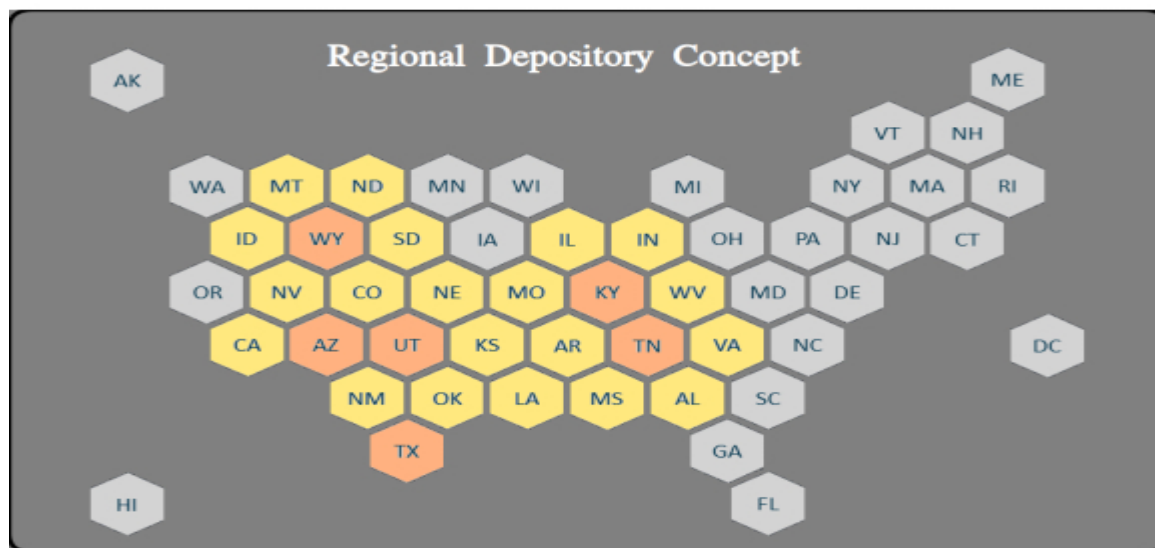 Regional Depository Concept
AK
ME
VT NH
WA MT ND MN WI MI NY MA RI
ID WY SD IA IL IN OH PA NJ CT
OR NV CO NE MO KY WV MD DE
CA AZ UT KS AR TN VA NC DC
NM OK LA MS AL SC
TX GA
HI FL